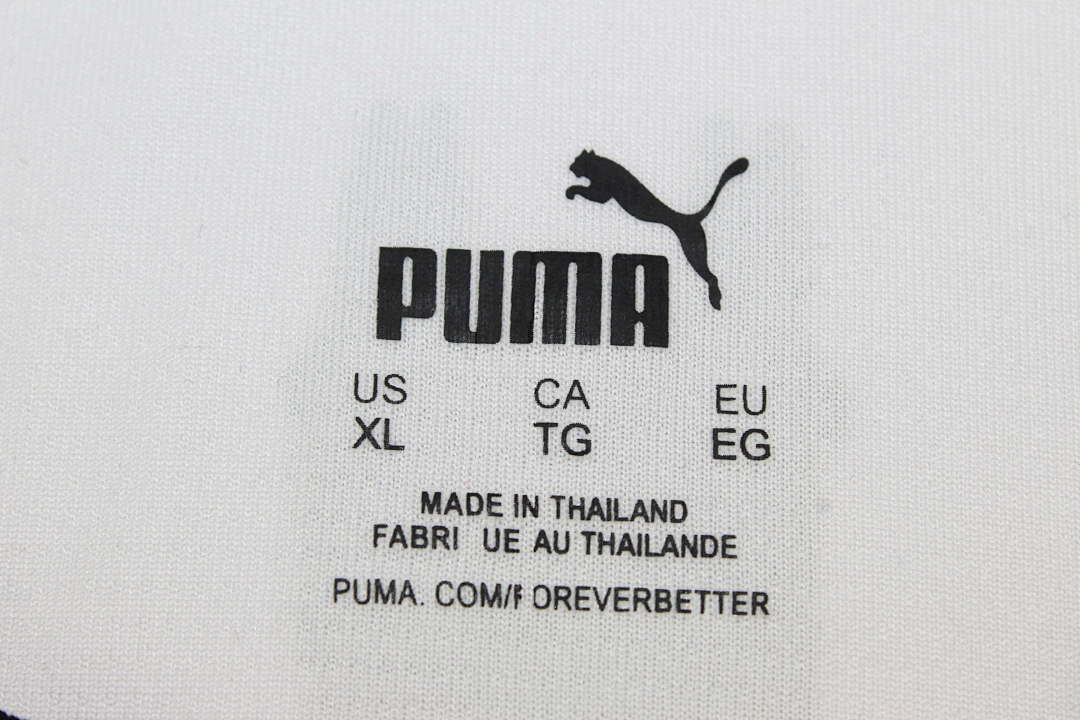 PUMA
US CA EU
XL TG EG
MADE IN THAILAND
FABRI UE AU THAILANDE
PUMA. COM/FOREVERBETTER